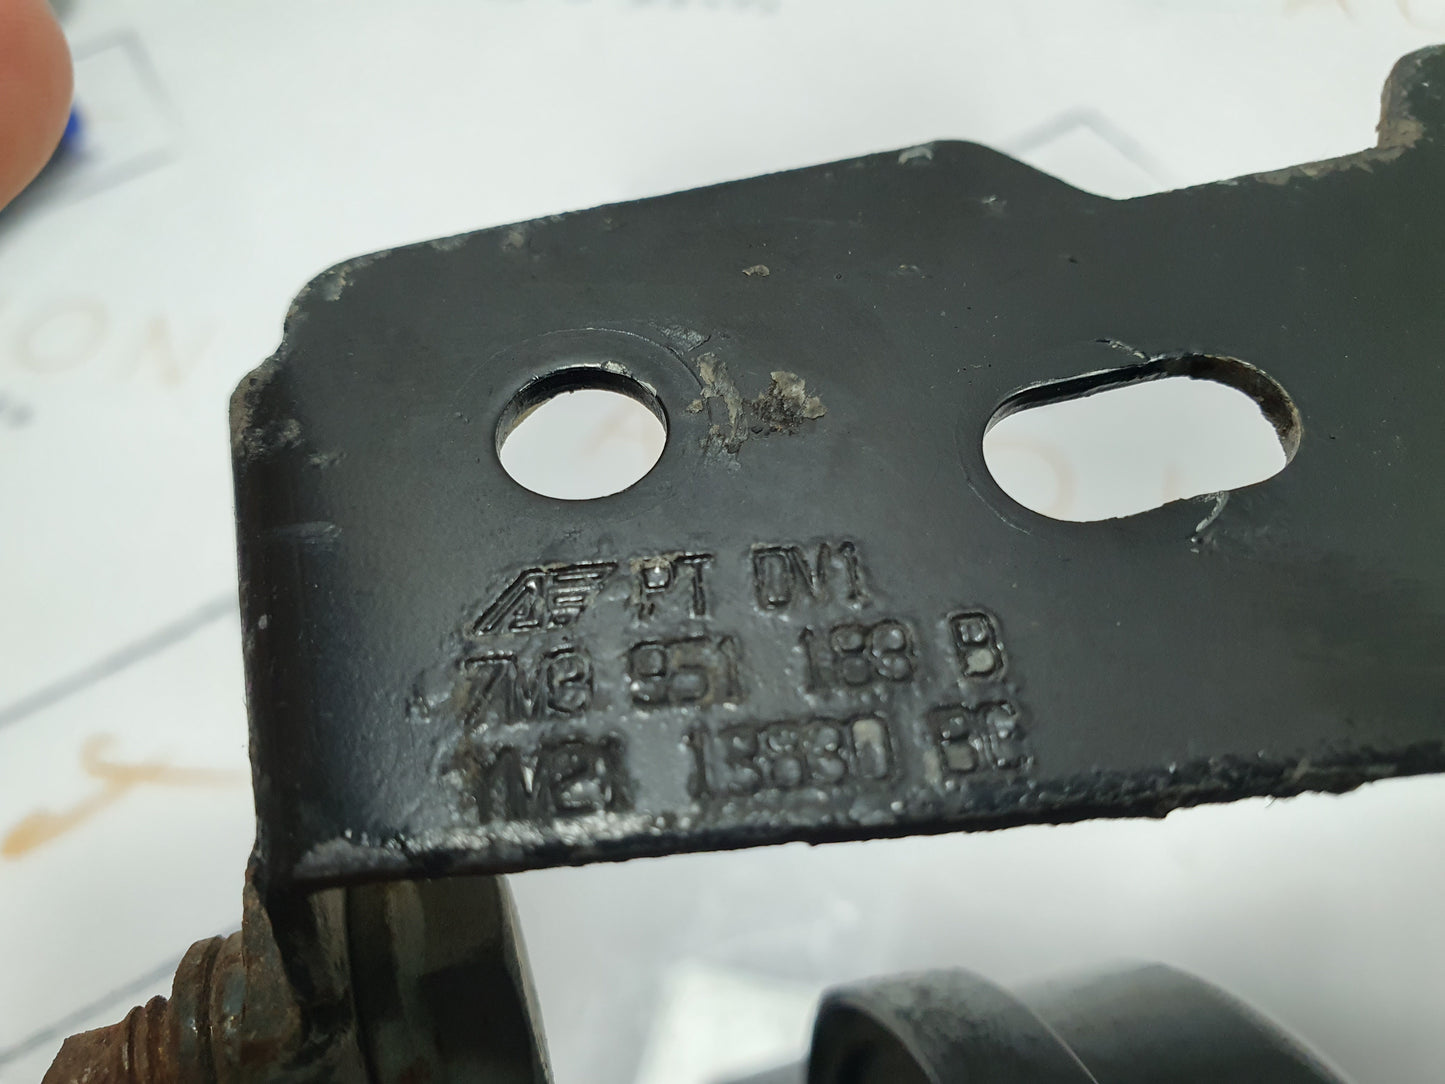 AF PT DV1
7M3 951 183 B
YM21 13830 BC